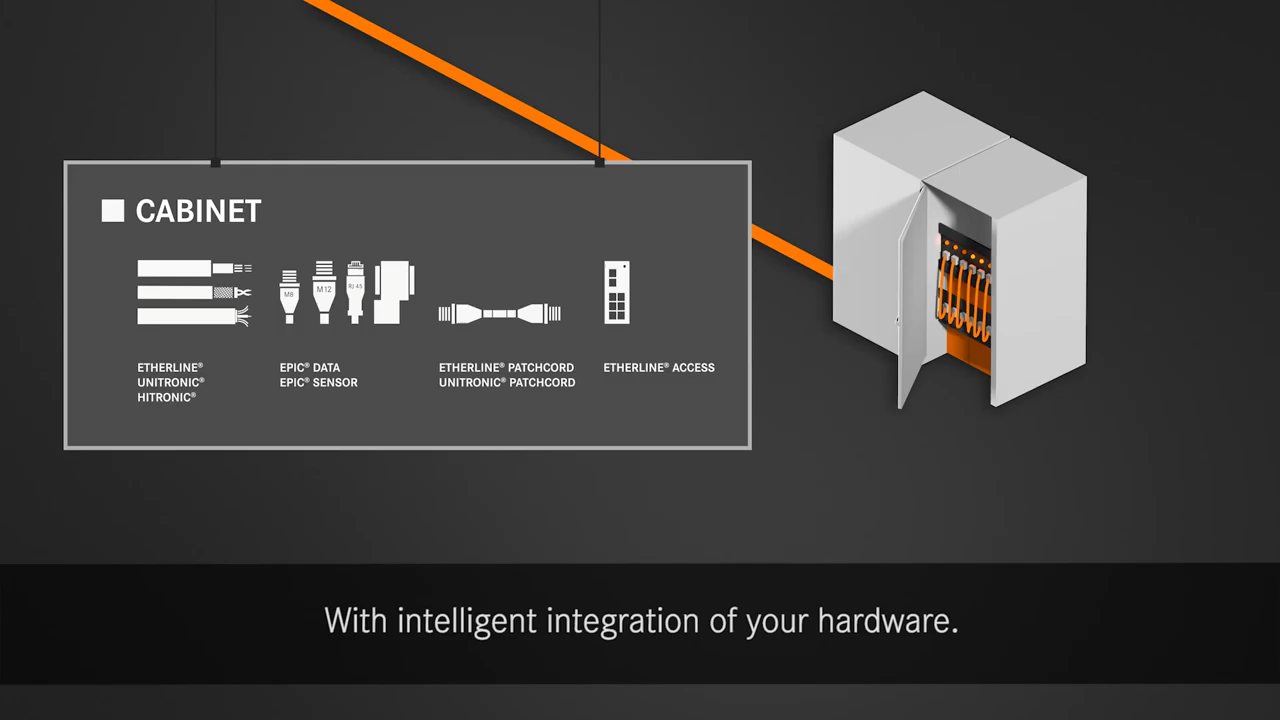 CABINET
M8
M12
RJ 45
ETHERLINE®
UNITRONIC®
HITRONIC®
EPIC® DATA
EPIC® SENSOR
ETHERLINE® PATCHCORD
UNITRONIC® PATCHCORD
ETHERLINE® ACCESS
With intelligent integration of your hardware.